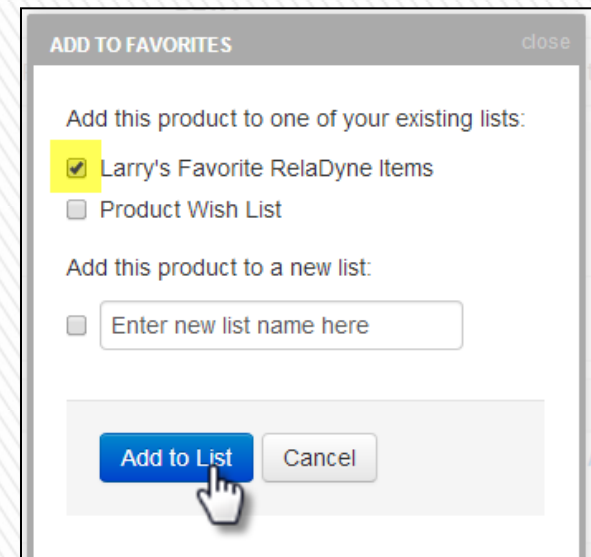 ADD TO FAVORITES close
Add this product to one of your existing lists:
Larry's Favorite RelaDyne Items
Product Wish List
Add this product to a new list:
Enter new list name here
Add to List Cancel